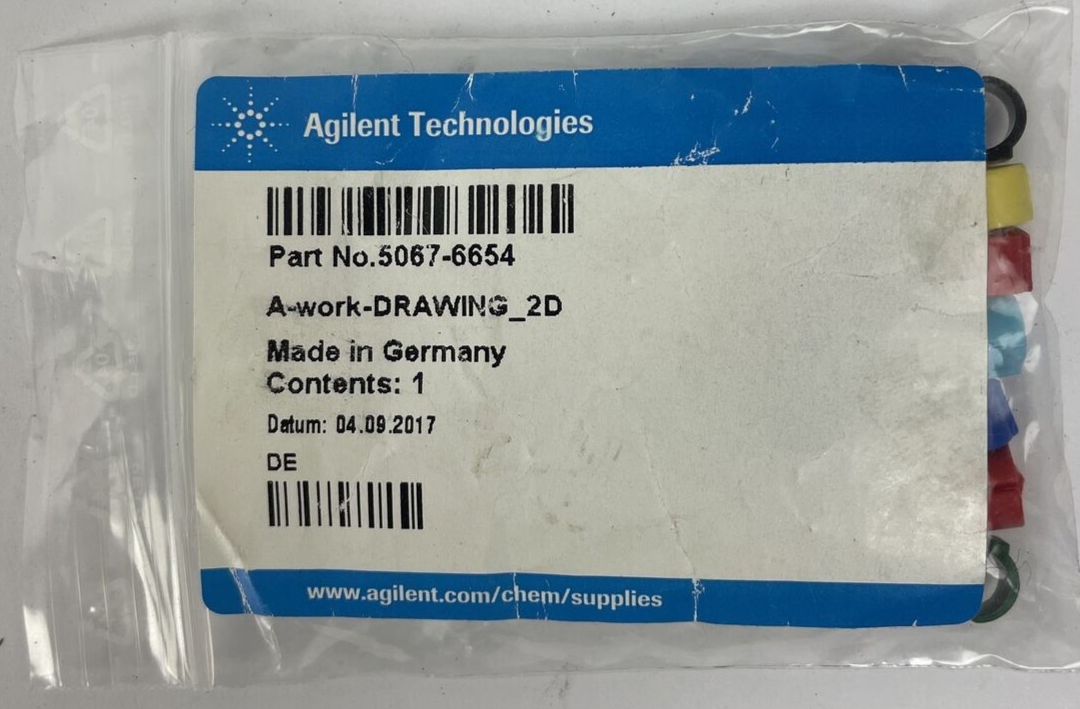 Agilent Technologies
Part No.5067-6654
A-work-DRAWING_2D
Made in Germany
Contents: 1
Datum: 04.09.2017
DE
www.agilent.com/chem/supplies